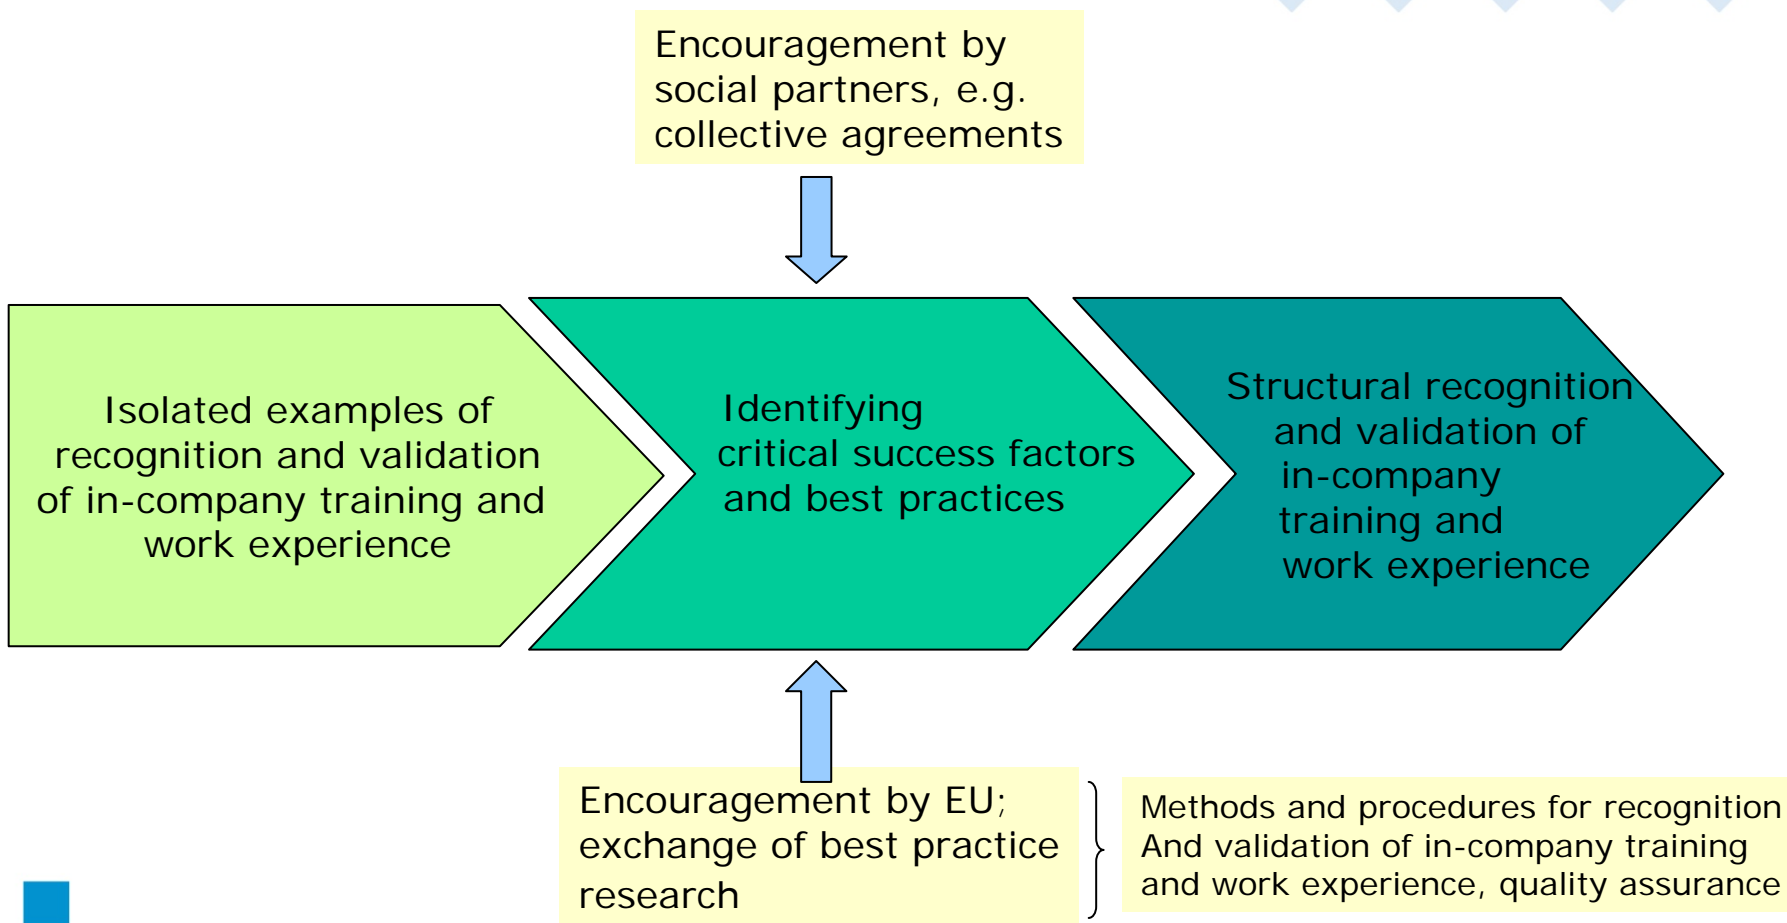 Encouragement by
social partners, e.g.
collective agreements
Isolated examples of
recognition and validation
of in-company training and
work experience
Identifying
critical success factors
and best practices
Structural recognition
and validation of
in-company
training and
work experience
Encouragement by EU;
exchange of best practice
research
Methods and procedures for recognition
And validation of in-company training
and work experience, quality assurance